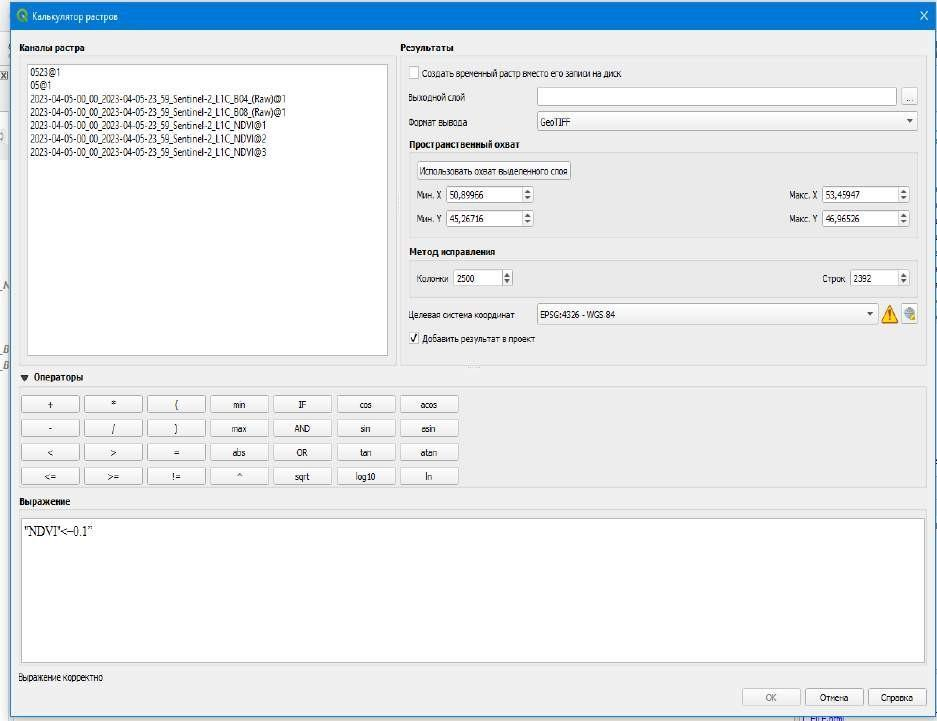 Калькулятор растров
Каналы растра
0523@1
05@1
2023-04-05-00_00_2023-04-05-23_59_Sentinel-2_L1C_B04_(Raw)@1
2023-04-05-00_00_2023-04-05-23_59_Sentinel-2_L1C_B08_(Raw)@1
2023-04-05-00_00_2023-04-05-23_59_Sentinel-2_L1C_NDVI@1
2023-04-05-00_00_2023-04-05-23_59_Sentinel-2_L1C_NDVI@2
2023-04-05-00_00_2023-04-05-23_59_Sentinel-2_L1C_NDVI@3
Результаты
Создать временный растр вместо его записи на диск
Выходной слой ...
Формат вывода GeoTIFF
Пространственный охват
Использовать охват выделенного слоя
Мин. X 50,89966 Макс. X 53,45947
Мин. Y 45,26716 Макс. Y 46,96526
Метод исправления
Колонки 2500 Строк 2392
Целевая система координат EPSG:4326 - WGS 84
Добавить результат в проект
Операторы
+ * ( min IF cos acos
- / ) max AND sin asin
< > = abs OR tan atan
<= >= != ^ sqrt log10 ln
Выражение
"NDVI"<=0.1”
Выражение корректно
OK Отмена Справка